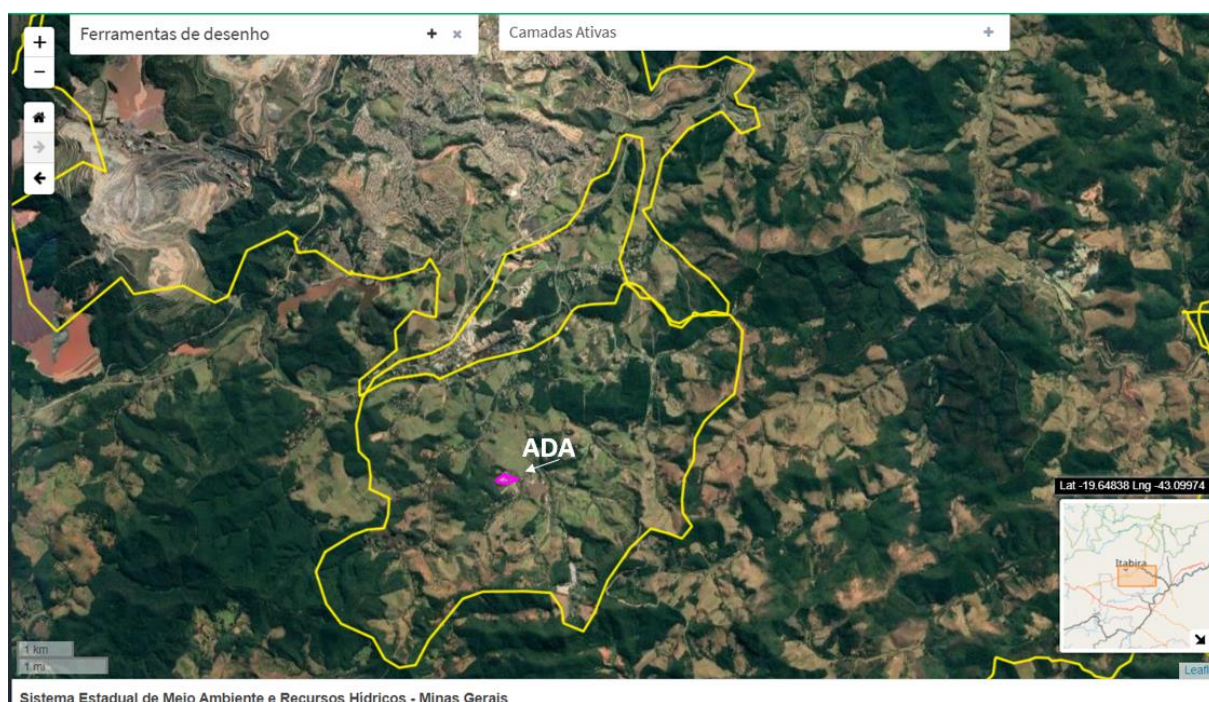 +
Ferramentas de desenho + ×
Camadas Ativas +
−
ADA
Lat -19.64838 Lng -43.09974
Itabira
1 km
1 mi
Leafl
Sistema Estadual de Meio Ambiente e Recursos Hídricos - Minas Gerais